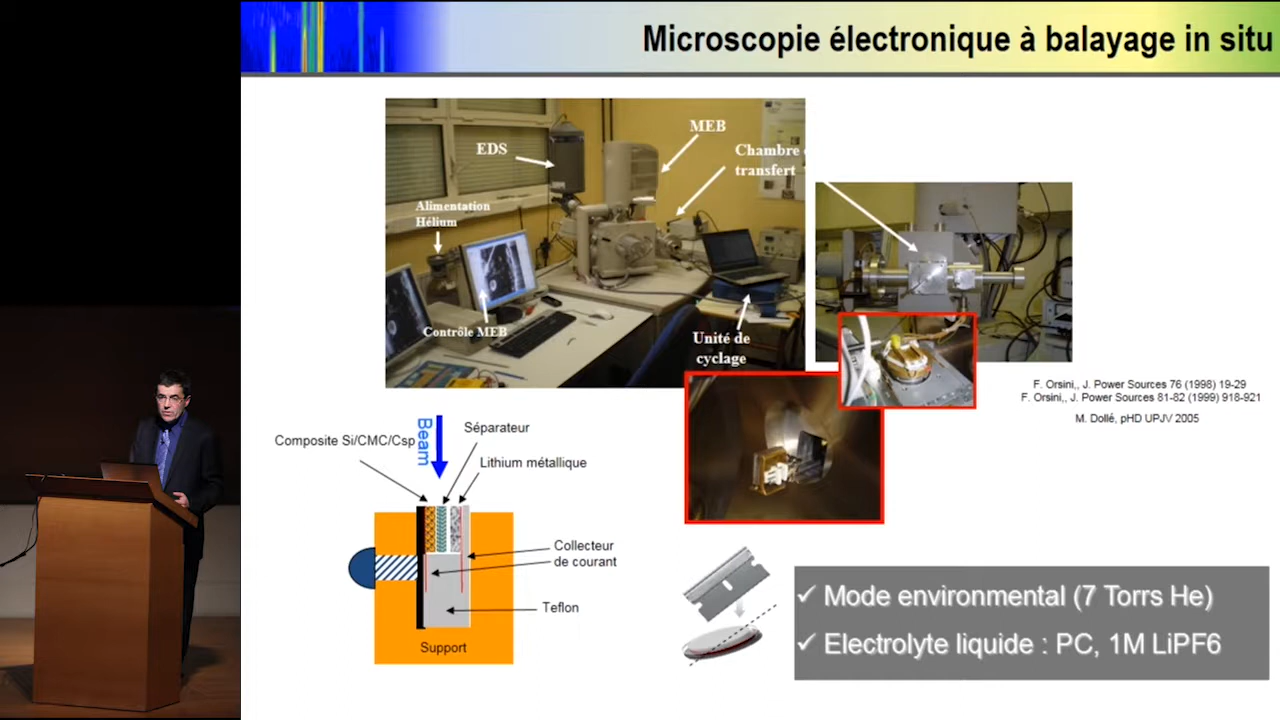 Microscopie électronique à balayage in situ
EDS
MEB
Chambre
transfert
Alimentation
Hélium
Contrôle MEB
Unité de
cyclage
F. Orsini,, J. Power Sources 76 (1998) 19-29
F. Orsini,, J. Power Sources 81-82 (1999) 918-921
M. Dollé, pHD UPJV 2005
Beam
Séparateur
Composite Si/CMC/Csp
Lithium métallique
Collecteur
de courant
Teflon
Support
✓ Mode environmental (7 Torrs He)
✓ Electrolyte liquide : PC, 1M LiPF6